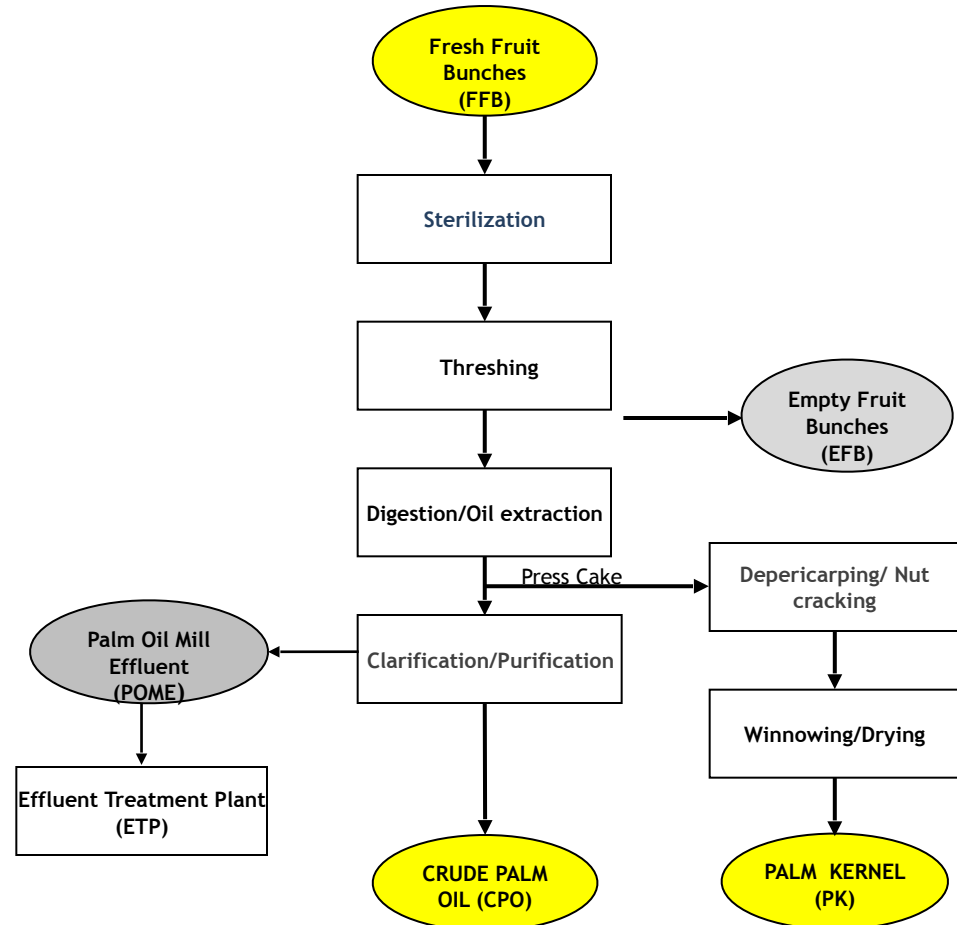 Fresh Fruit
Bunches
(FFB)
Sterilization
Threshing
Empty Fruit
Bunches
(EFB)
Digestion/Oil extraction
Press Cake
Depericarping/ Nut
cracking
Palm Oil Mill
Effluent
(POME)
Clarification/Purification
Winnowing/Drying
Effluent Treatment Plant
(ETP)
CRUDE PALM
OIL (CPO)
PALM KERNEL
(PK)